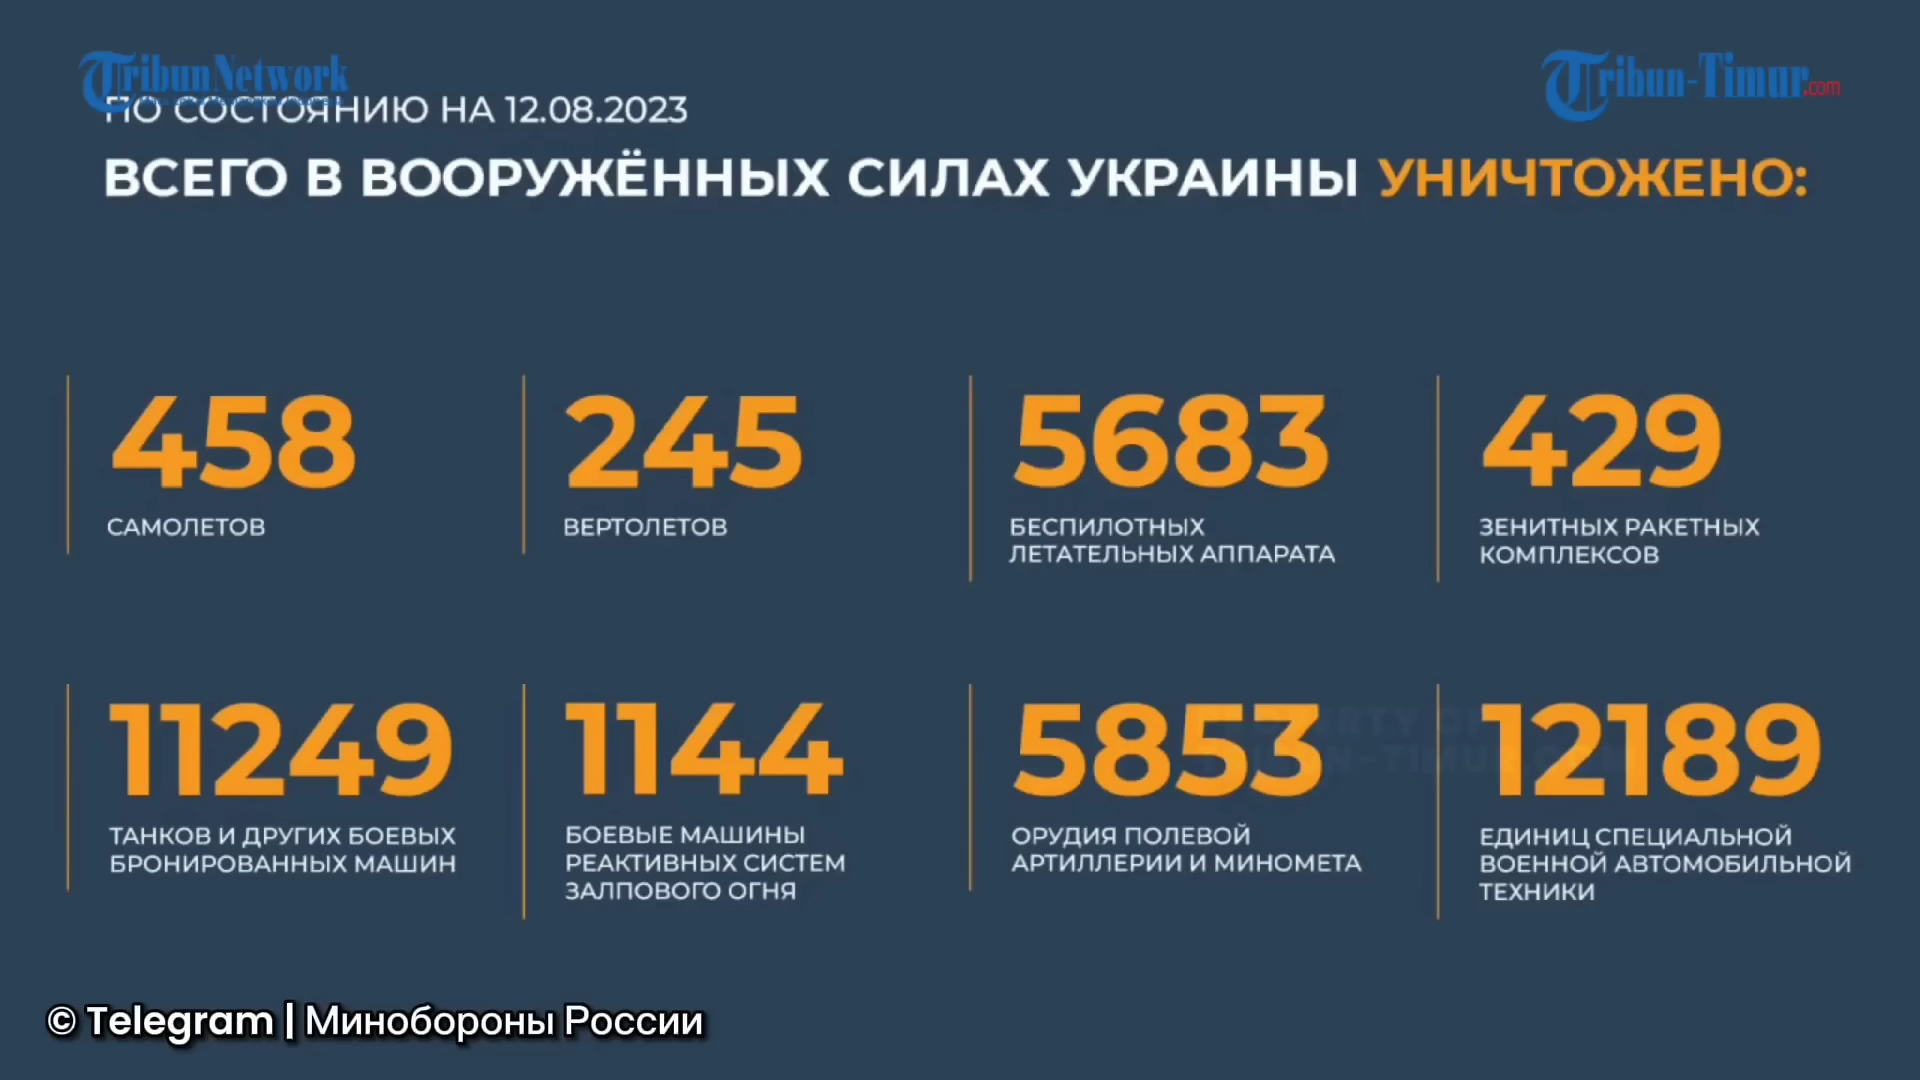 Tribun Network
Tribun-Timur.com
ПО СОСТОЯНИЮ НА 12.08.2023
ВСЕГО В ВООРУЖЁННЫХ СИЛАХ УКРАИНЫ УНИЧТОЖЕНО:
458
САМОЛЕТОВ
245
ВЕРТОЛЕТОВ
5683
БЕСПИЛОТНЫХ
ЛЕТАТЕЛЬНЫХ АППАРАТА
429
ЗЕНИТНЫХ РАКЕТНЫХ
КОМПЛЕКСОВ
11249
ТАНКОВ И ДРУГИХ БОЕВЫХ
БРОНИРОВАННЫХ МАШИН
1144
БОЕВЫЕ МАШИНЫ
РЕАКТИВНЫХ СИСТЕМ
ЗАЛПОВОГО ОГНЯ
5853
ОРУДИЯ ПОЛЕВОЙ
АРТИЛЛЕРИИ И МИНОМЕТА
12189
ЕДИНИЦ СПЕЦИАЛЬНОЙ
ВОЕННОЙ АВТОМОБИЛЬНОЙ
ТЕХНИКИ
© Telegram | Минобороны России